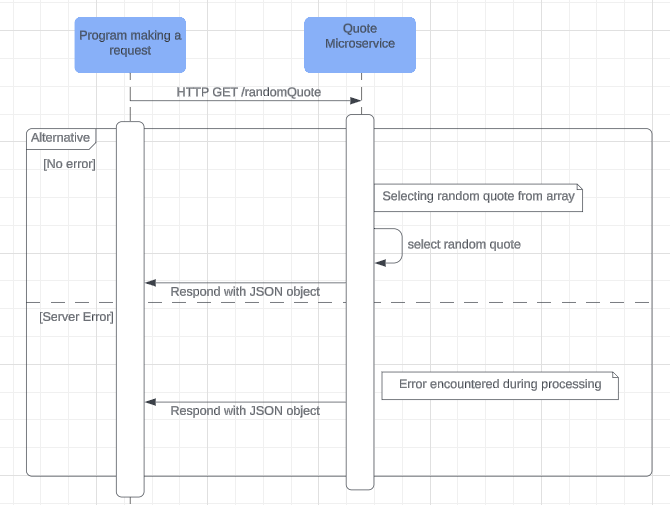 Program making a
request
Quote
Microservice
HTTP GET /randomQuote
Alternative
[No error]
Selecting random quote from array
select random quote
Respond with JSON object
[Server Error]
Error encountered during processing
Respond with JSON object